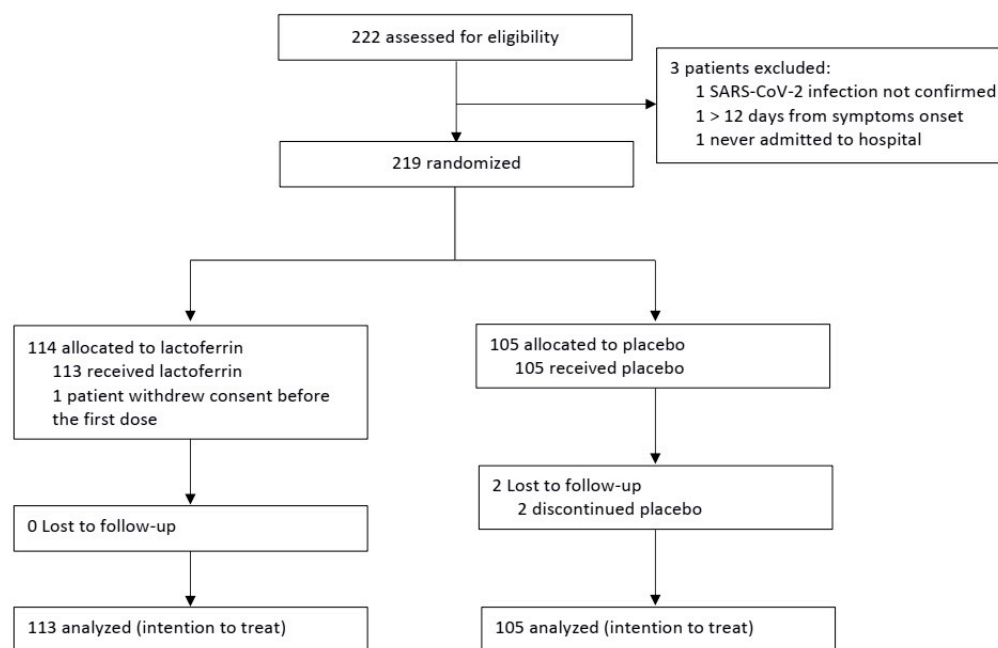 222 assessed for eligibility
3 patients excluded:
1 SARS-CoV-2 infection not confirmed
1 > 12 days from symptoms onset
1 never admitted to hospital
219 randomized
114 allocated to lactoferrin
113 received lactoferrin
1 patient withdrew consent before
the first dose
105 allocated to placebo
105 received placebo
0 Lost to follow-up
2 Lost to follow-up
2 discontinued placebo
113 analyzed (intention to treat)
105 analyzed (intention to treat)